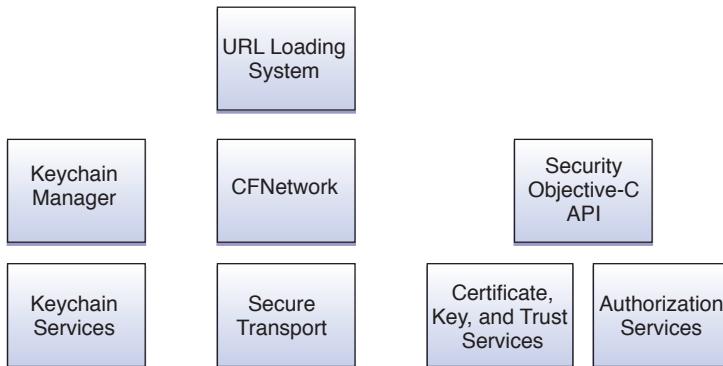 URL Loading
System
Keychain
Manager
CFNetwork
Security
Objective-C
API
Keychain
Services
Secure
Transport
Certificate,
Key, and Trust
Services
Authorization
Services